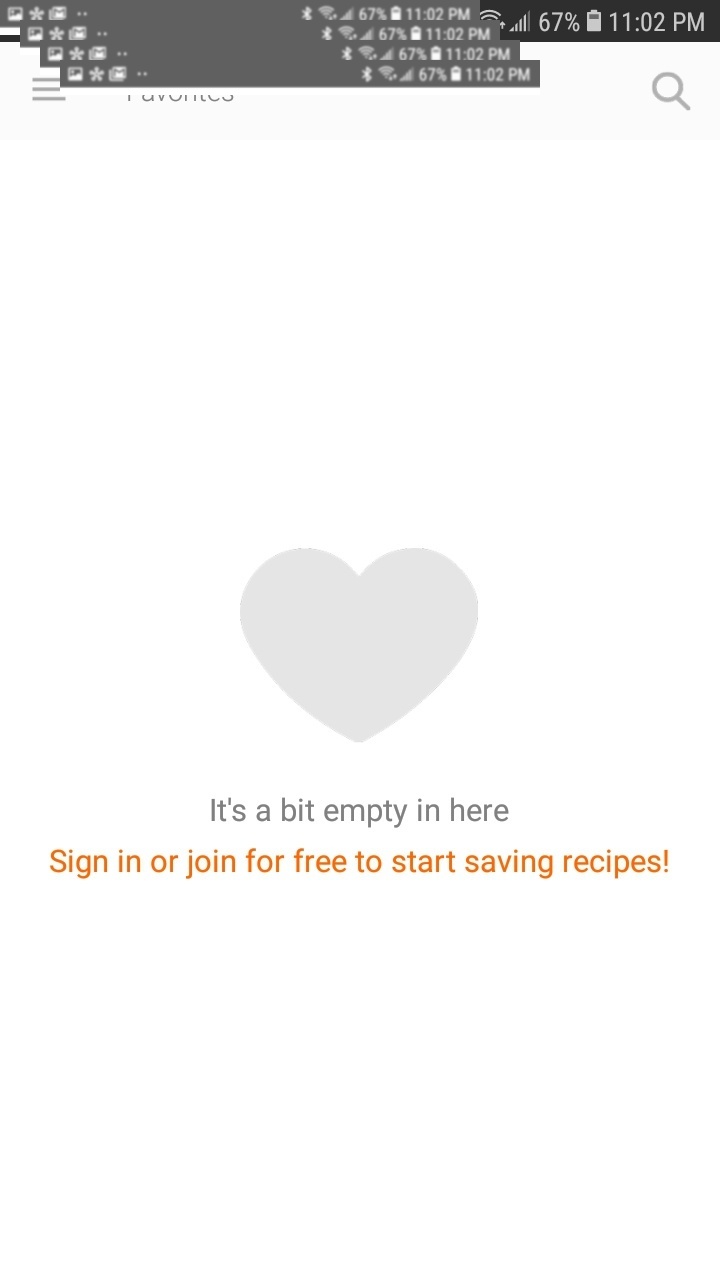 67% 11:02 PM
67% 11:02 PM
67% 11:02 PM
67% 11:02 PM
67% 11:02 PM
Favorites
It's a bit empty in here
Sign in or join for free to start saving recipes!